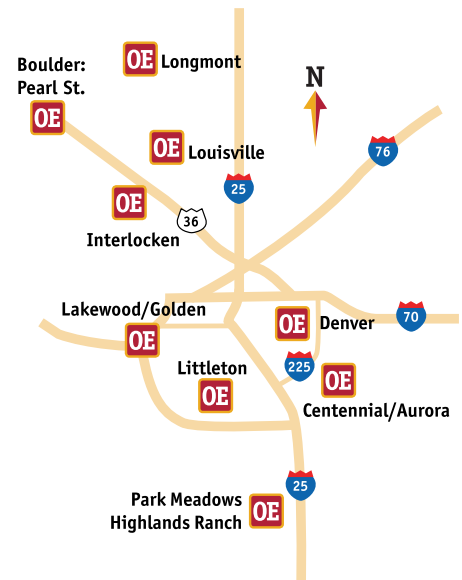 OE Longmont
Boulder:
Pearl St.
OE
N
OE Louisville
76
25
OE
36
Interlocken
Lakewood/Golden
OE
OE Denver
70
Littleton
OE
225
OE
Centennial/Aurora
25
Park Meadows
Highlands Ranch
OE